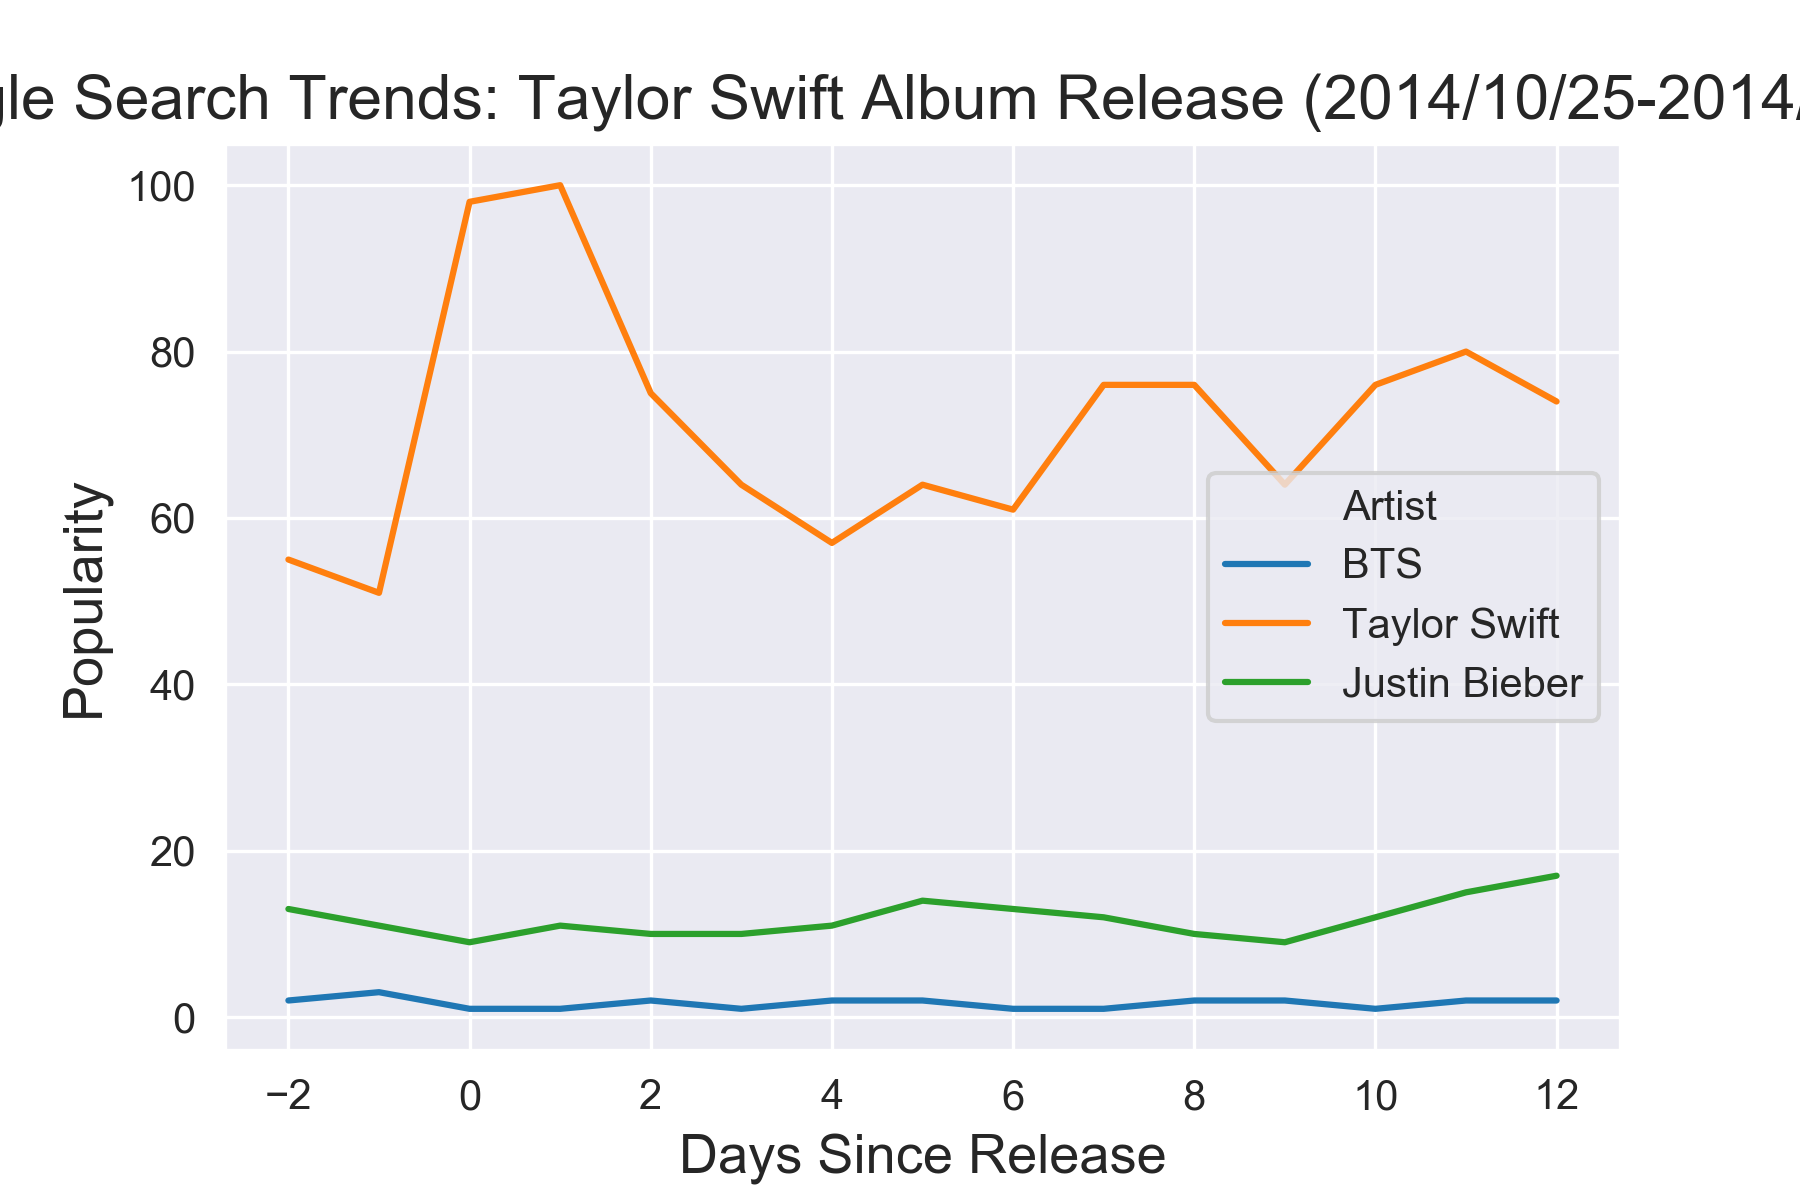 gle Search Trends: Taylor Swift Album Release (2014/10/25-2014/
100
80
60
40
20
0
Popularity
Artist
BTS
Taylor Swift
Justin Bieber
−2 0 2 4 6 8 10 12
Days Since Release